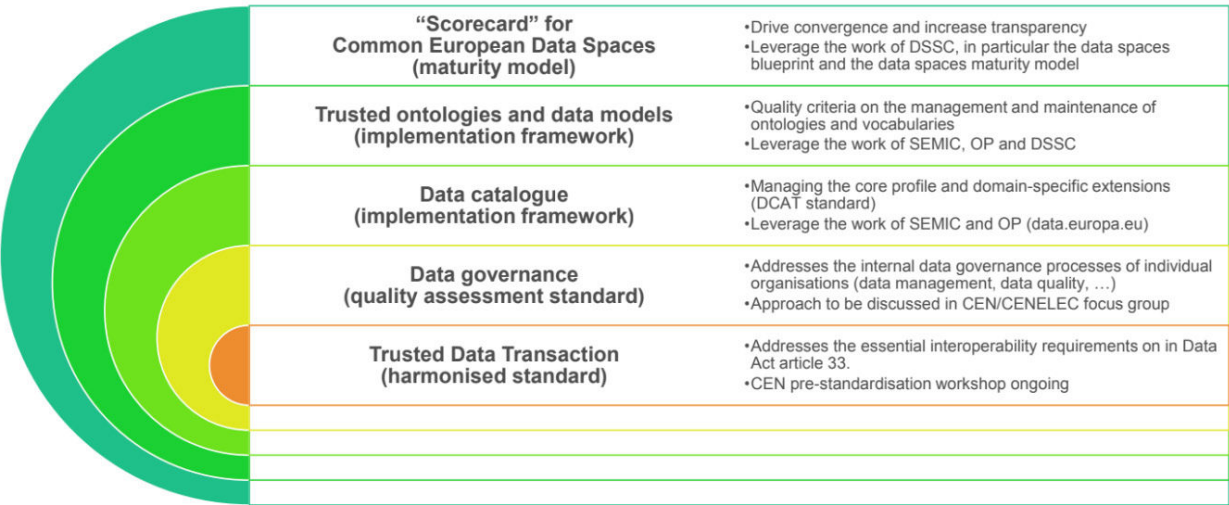 “Scorecard” for
Common European Data Spaces
(maturity model)
•Drive convergence and increase transparency
•Leverage the work of DSSC, in particular the data spaces
blueprint and the data spaces maturity model
Trusted ontologies and data models
(implementation framework)
•Quality criteria on the management and maintenance of
ontologies and vocabularies
•Leverage the work of SEMIC, OP and DSSC
Data catalogue
(implementation framework)
•Managing the core profile and domain-specific extensions
(DCAT standard)
•Leverage the work of SEMIC and OP (data.europa.eu)
Data governance
(quality assessment standard)
•Addresses the internal data governance processes of individual
organisations (data management, data quality, …)
•Approach to be discussed in CEN/CENELEC focus group
Trusted Data Transaction
(harmonised standard)
•Addresses the essential interoperability requirements on in Data
Act article 33.
•CEN pre-standardisation workshop ongoing